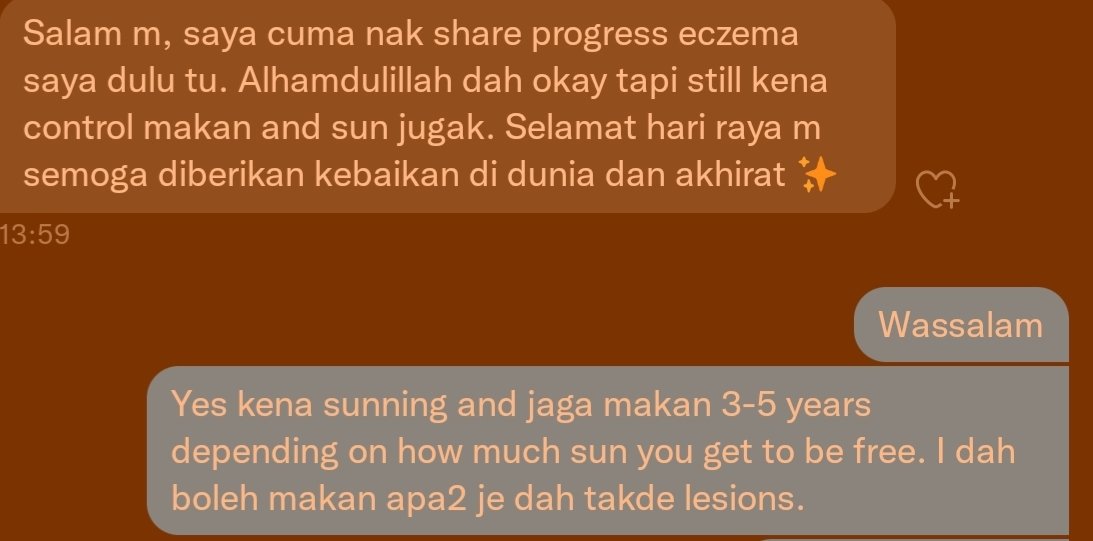 Salam m, saya cuma nak share progress eczema
saya dulu tu. Alhamdulillah dah okay tapi still kena
control makan and sun jugak. Selamat hari raya m
semoga diberikan kebaikan di dunia dan akhirat ✨
13:59
Wassalam
Yes kena sunning and jaga makan 3-5 years
depending on how much sun you get to be free. I dah
boleh makan apa2 je dah takde lesions.